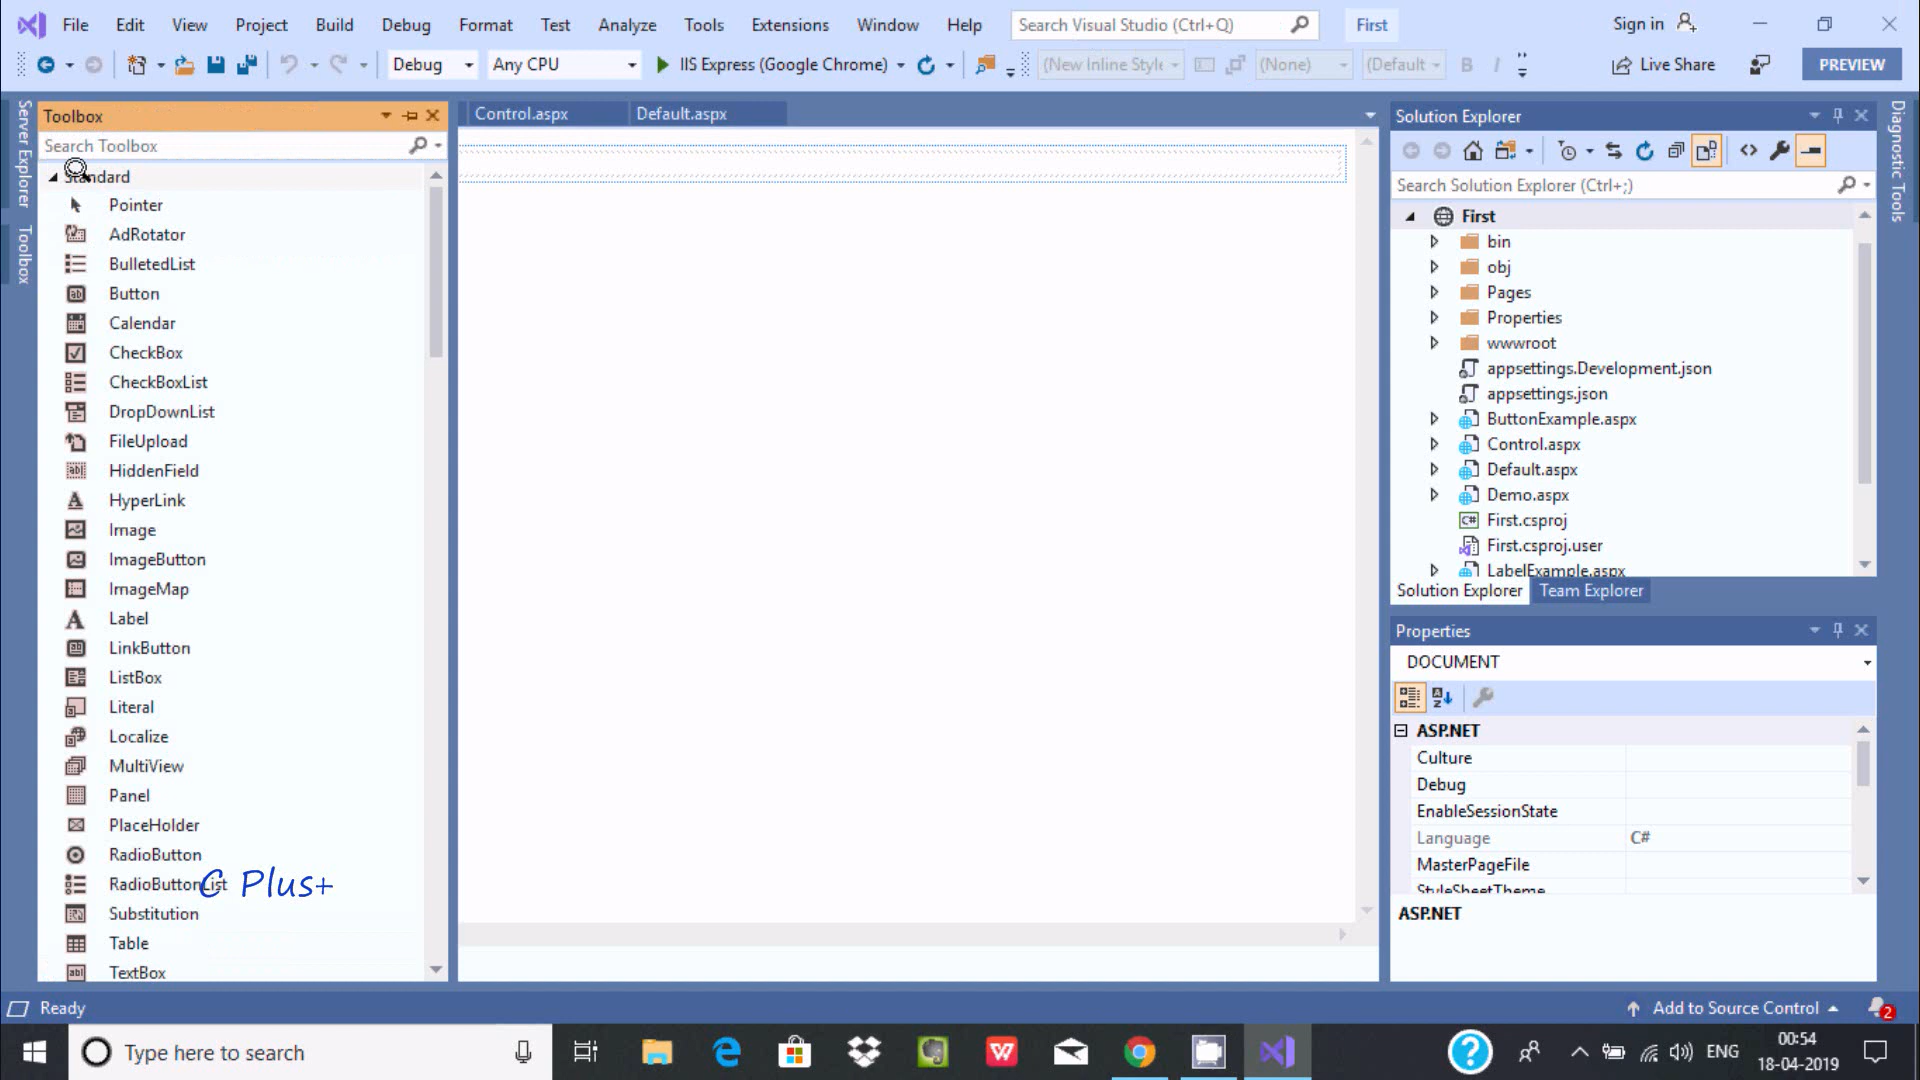 File Edit View Project Build Debug Format Test Analyze Tools Extensions Window Help Search Visual Studio (Ctrl+Q) First Sign in
Debug Any CPU IIS Express (Google Chrome) (New Inline Style (None) (Default B I Live Share PREVIEW
Server Explorer
Toolbox
Toolbox
Search Toolbox
Standard
Pointer
AdRotator
BulletedList
Button
Calendar
CheckBox
CheckBoxList
DropDownList
FileUpload
HiddenField
HyperLink
Image
ImageButton
ImageMap
Label
LinkButton
ListBox
Literal
Localize
MultiView
Panel
PlaceHolder
RadioButton
RadioButtonList
C Plus+
Substitution
Table
TextBox
Control.aspx Default.aspx
Solution Explorer
Search Solution Explorer (Ctrl+;)
First
bin
obj
Pages
Properties
wwwroot
appsettings.Development.json
appsettings.json
ButtonExample.aspx
Control.aspx
Default.aspx
Demo.aspx
First.csproj
First.csproj.user
LabelExample.aspx
Solution Explorer Team Explorer
Properties
DOCUMENT
ASP.NET
Culture
Debug
EnableSessionState
Language C#
MasterPageFile
StyleSheetTheme
ASP.NET
Diagnostic Tools
Ready Add to Source Control 2
Type here to search ENG 00:54
18-04-2019